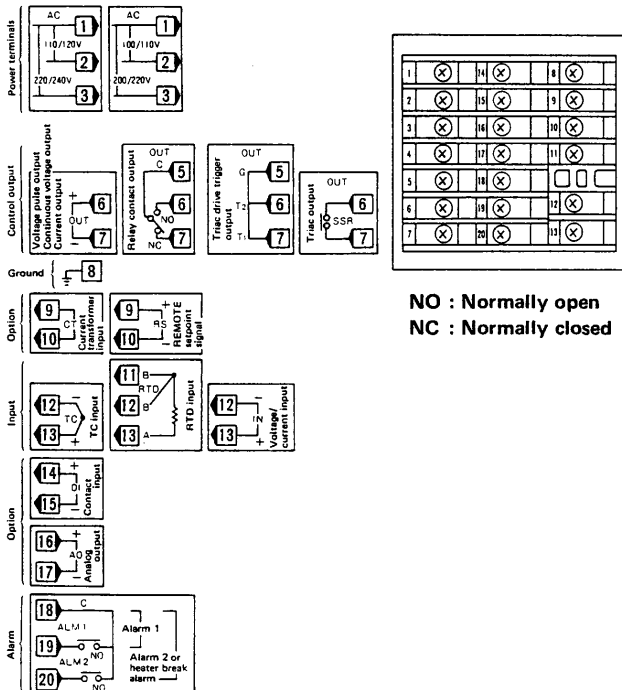 Power terminals
AC 1
110/120V 2
220/240V 3
AC 1
100/110V 2
200/220V 3
Control output
Voltage pulse output
Continuous voltage output
Current output
+ 6
OUT
- 7
Relay contact output
OUT
C 5
6
NO
NC 7
Triac drive trigger
output
OUT
G 5
T2 6
T1 7
Triac output
OUT
6
SSR
7
Ground 8
Option
9
CT
10
Current
transformer
input
9 +
RS
10 -
REMOTE
setpoint
signal
Input
12 -
TC
13 +
TC input
11 B
RTD
12 B
13 A
RTD input
12 -
IN
13 +
Voltage/
current input
Option
14 +
DI
15 -
Contact
input
16 +
AO
17 -
Analog
output
Alarm
18 C
ALM 1
19 NO
ALM 2
20 NO
Alarm 1
Alarm 2 or
heater break
alarm
1 14 8
2 15 9
3 16 10
4 17 11
5 18
6 19 12
7 20 13
NO : Normally open
NC : Normally closed